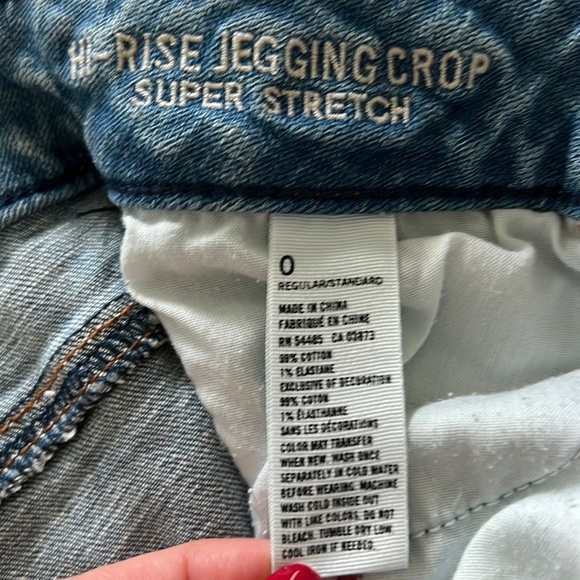 HI-RISE JEGGING CROP
SUPER STRETCH
0
REGULAR/STANDARD
MADE IN CHINA
FABRIQUÉ EN CHINE
RN 54485 CA 03873
99% COTTON
1% ELASTANE
EXCLUSIVE OF DECORATION
99% COTON
1% ÉLASTHANNE
SANS LES DÉCORATIONS
COLOR MAY TRANSFER
WHEN NEW. WASH ONCE
SEPARATELY IN COLD WATER
BEFORE WEARING. MACHINE
WASH COLD INSIDE OUT
WITH LIKE COLORS. DO NOT
BLEACH. TUMBLE DRY LOW
COOL IRON IF NEEDED.